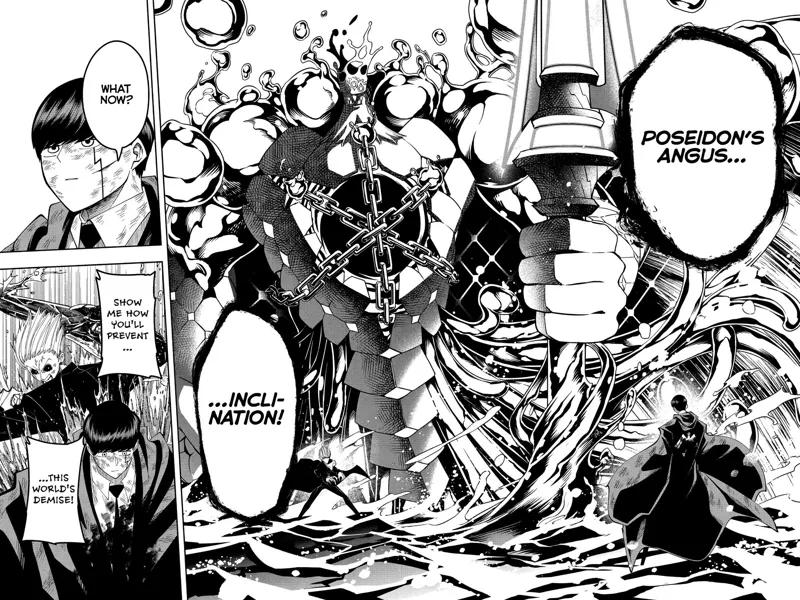 POSEIDON'S
ANGUS...
...INCLI-
NATION!
WHAT
NOW?
SHOW
ME HOW
YOU'LL
PREVENT
...
...THIS
WORLD'S
DEMISE!